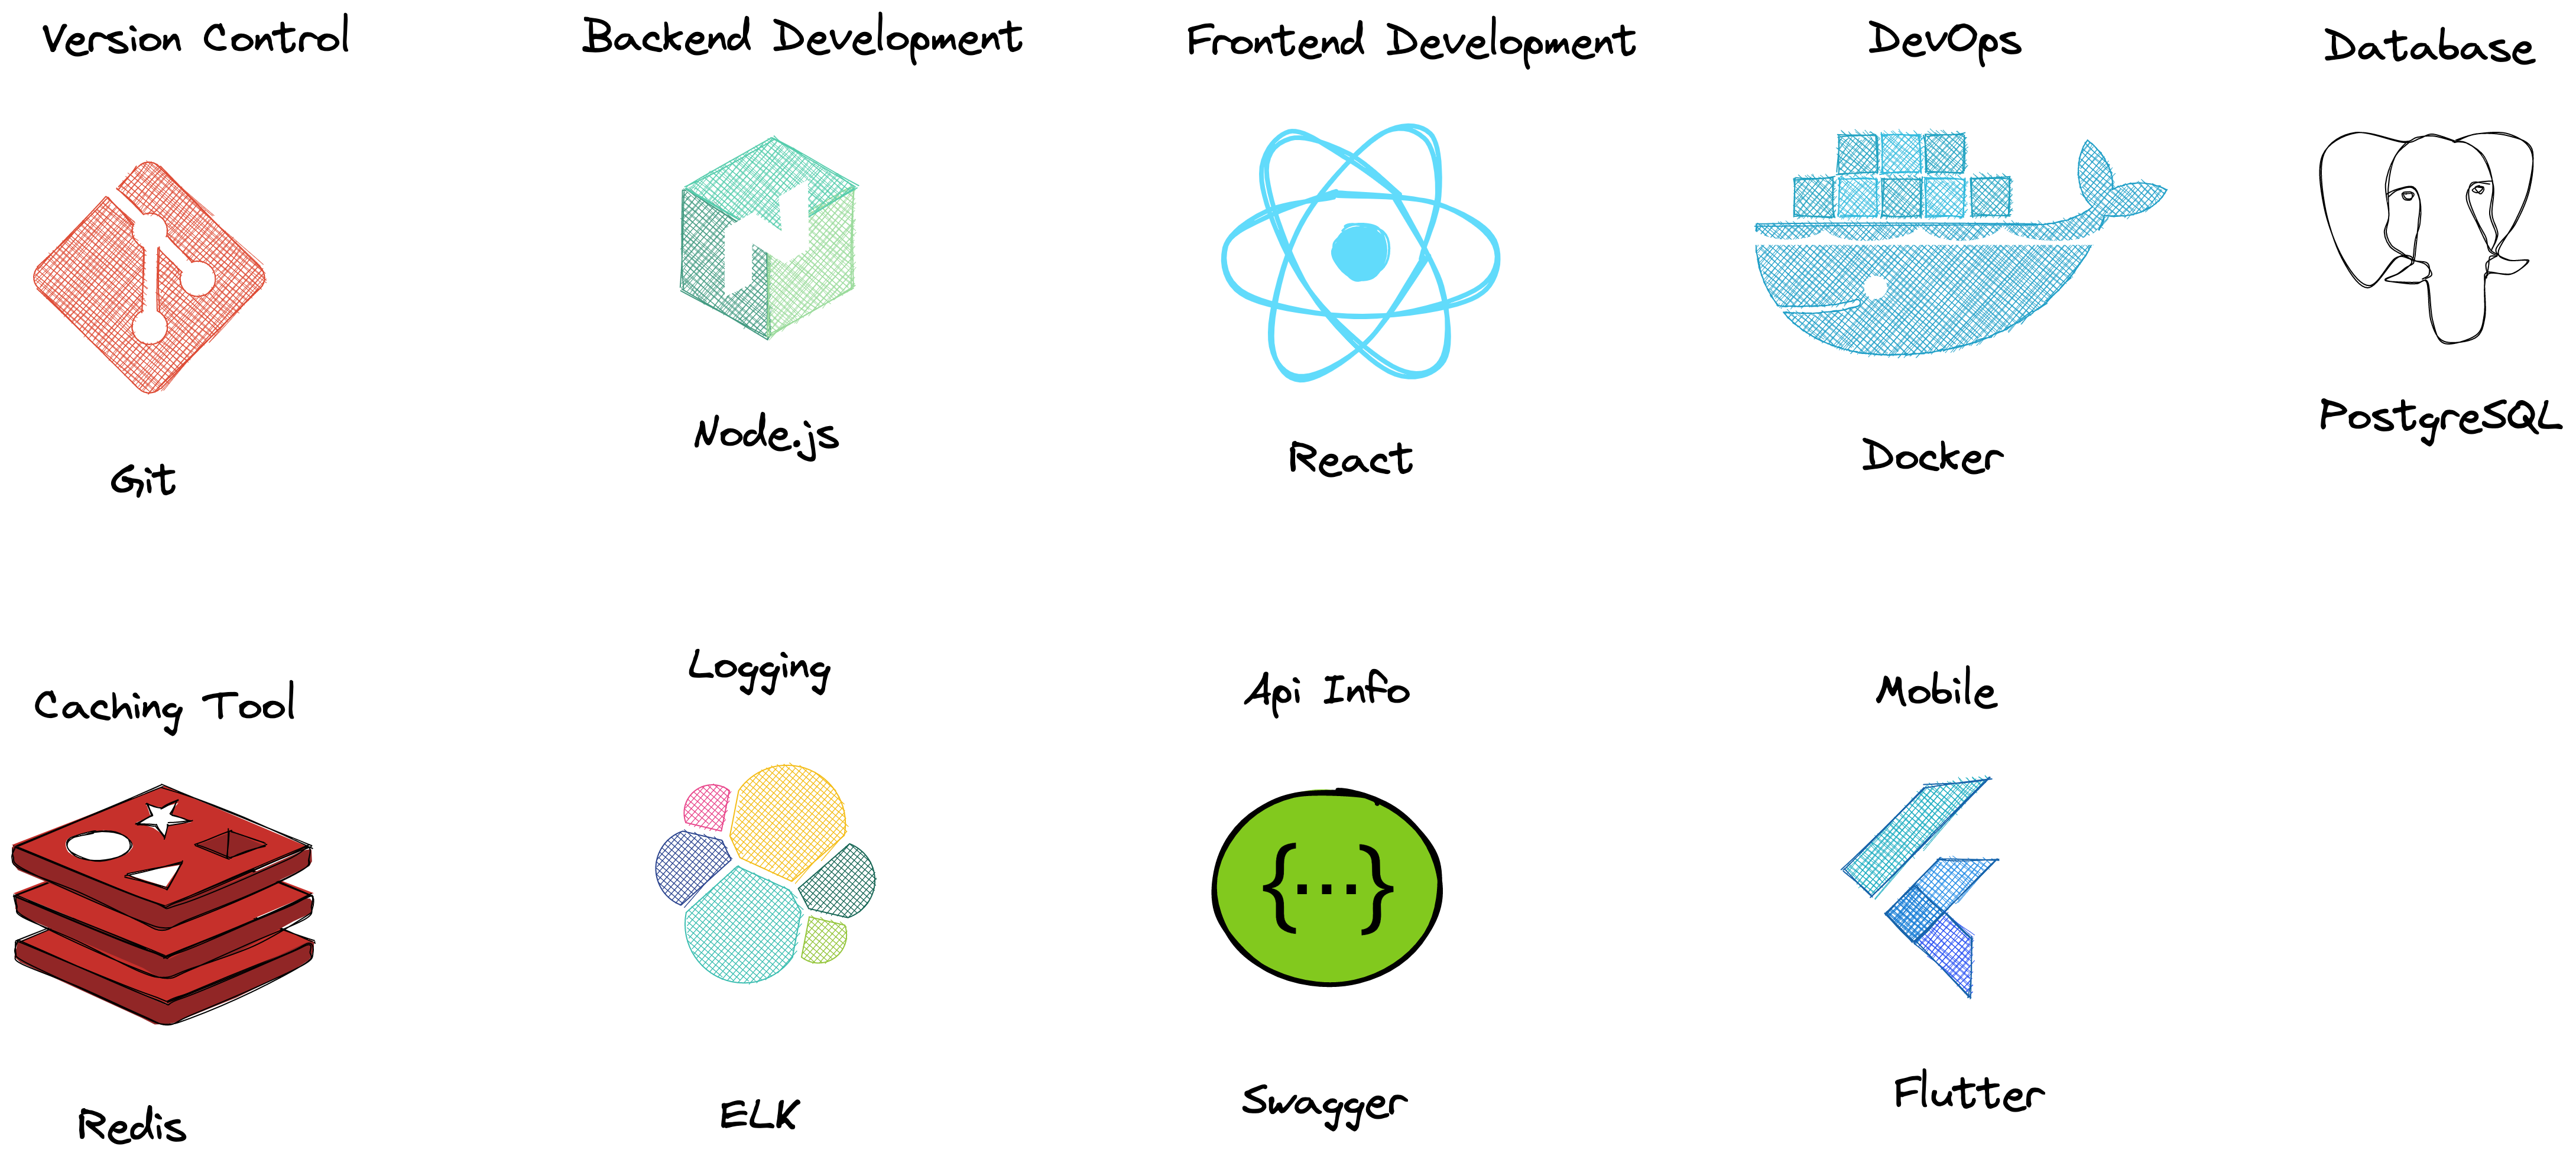 Version Control
Backend Development
Frontend Development
DevOps
Database
Git
Node.js
React
Docker
PostgreSQL
Caching Tool
Logging
Api Info
Mobile
{...}
Redis
ELK
Swagger
Flutter